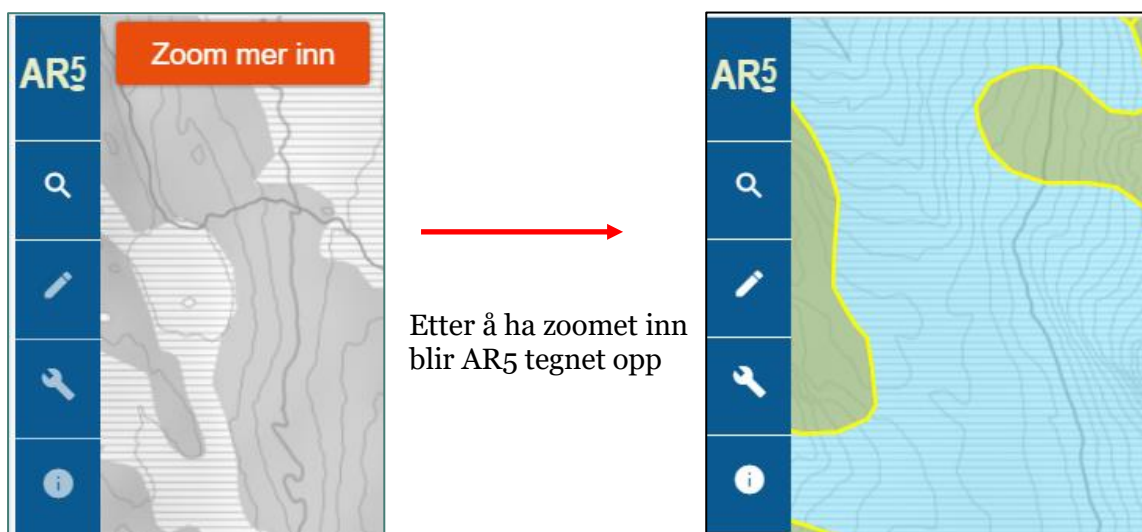 AR5
Zoom mer inn
Etter å ha zoomet inn
blir AR5 tegnet opp
AR5